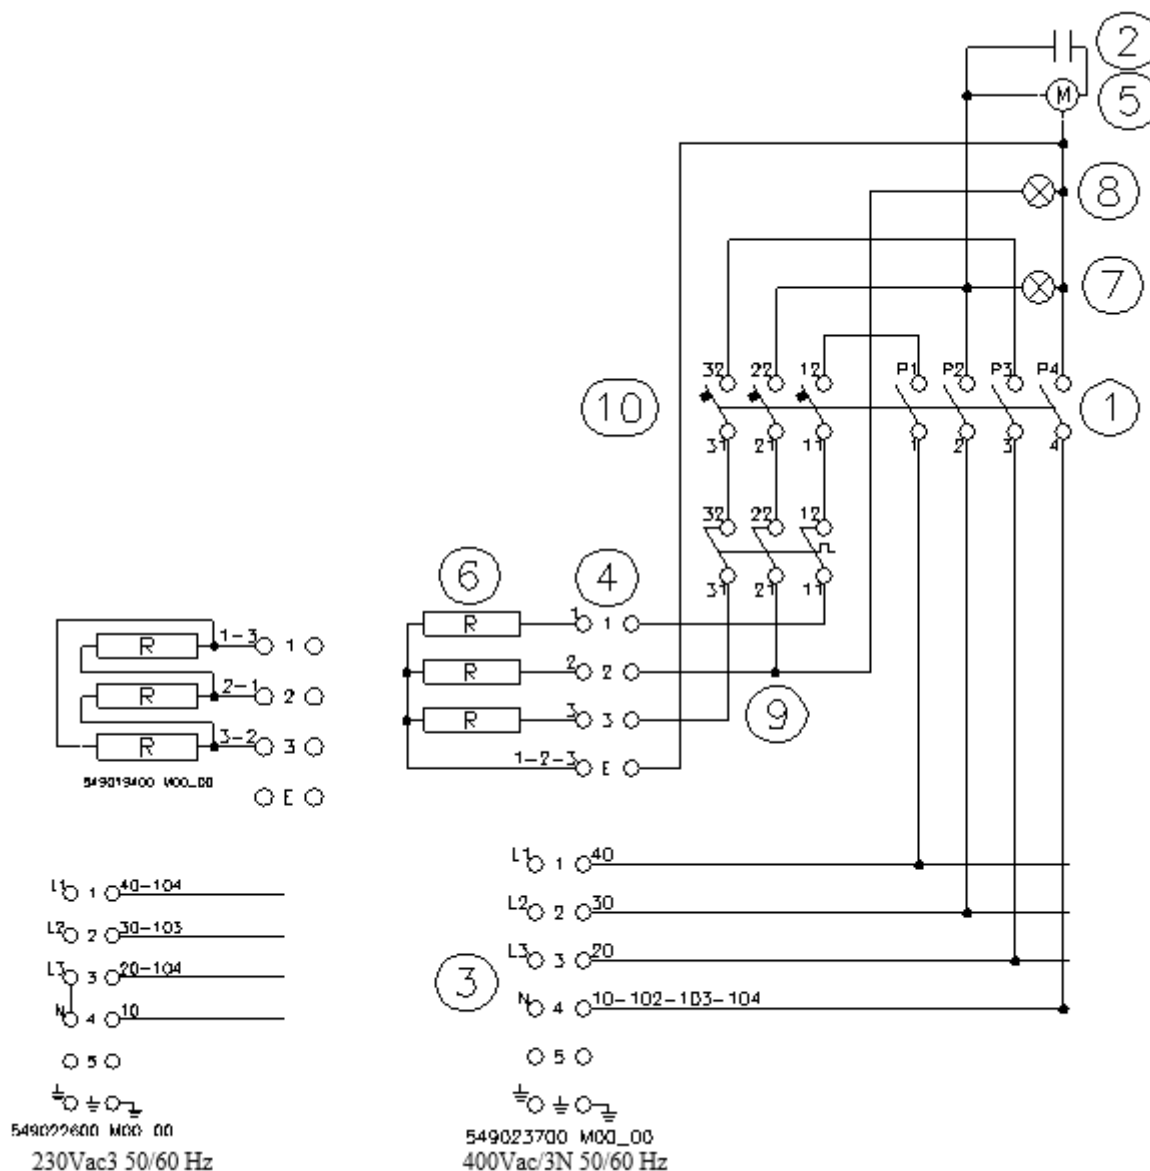 2
M 5
8
7
32 22 12 P1 P2 P3 P4
10 1
31 21 11 1 2 3 4
32 22 12
6 4
31 21 11
R 1 1
1-3 1
R
R 2 2
2-1 2
R
9
R 3 3
3-2 3
R
1-2-3 E
549019400 M00_00
E
L1 1 40
L1 1 40-104
L2 2 30
L2 2 30-103
L3 3 20
L3 3 20-104
3
N 4 10-102-103-104
N 4 10
5
5
549022600 M00_00
549023700 M00_00
230Vac3 50/60 Hz
400Vac/3N 50/60 Hz